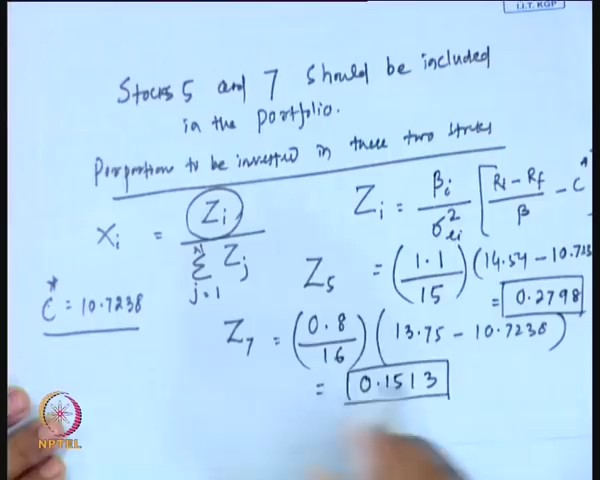 I.I.T. KGP
Stocks 5 and 7 should be included
in the portfolio.
Porportion to be invested in these two stocks
Xi = Zi / Σ j=1 N Zj
Zi = βi / σ²ei [ Ri - Rf / β - C*
C* = 10.7238
Z5 = (1.1 / 15) (14.54 - 10.723
= 0.2798
Z7 = (0.8 / 16) (13.75 - 10.7238)
= 0.1513
NPTEL